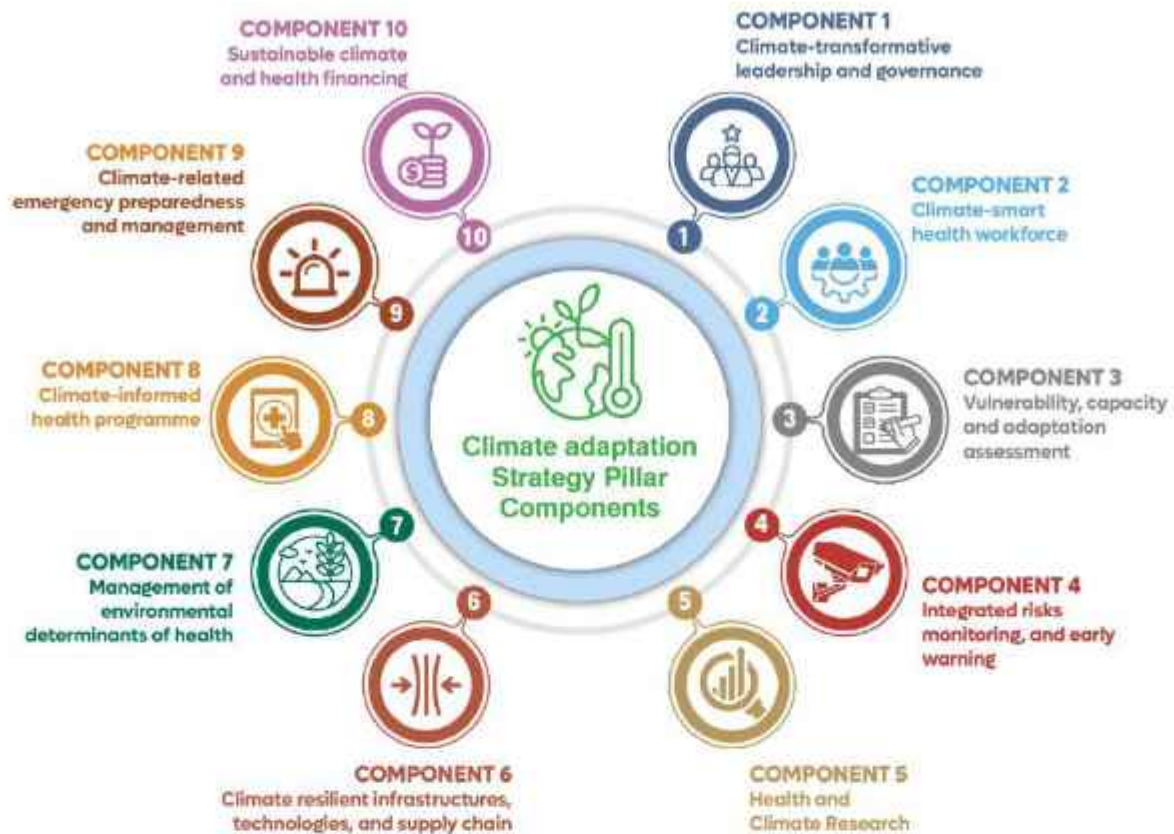 COMPONENT 10
Sustainable climate
and health financing
COMPONENT 1
Climate-transformative
leadership and governance
COMPONENT 9
Climate-related
emergency preparedness
and management
COMPONENT 2
Climate-smart
health workforce
10
1
9
2
COMPONENT 8
Climate-informed
health programme
8
Climate adaptation
Strategy Pillar
Components
3
COMPONENT 3
Vulnerability, capacity
and adaptation
assessment
7
4
COMPONENT 7
Management of
environmental
determinants of health
COMPONENT 4
Integrated risks
monitoring, and early
warning
6
5
COMPONENT 6
Climate resilient infrastructures,
technologies, and supply chain
COMPONENT 5
Health and
Climate Research
$